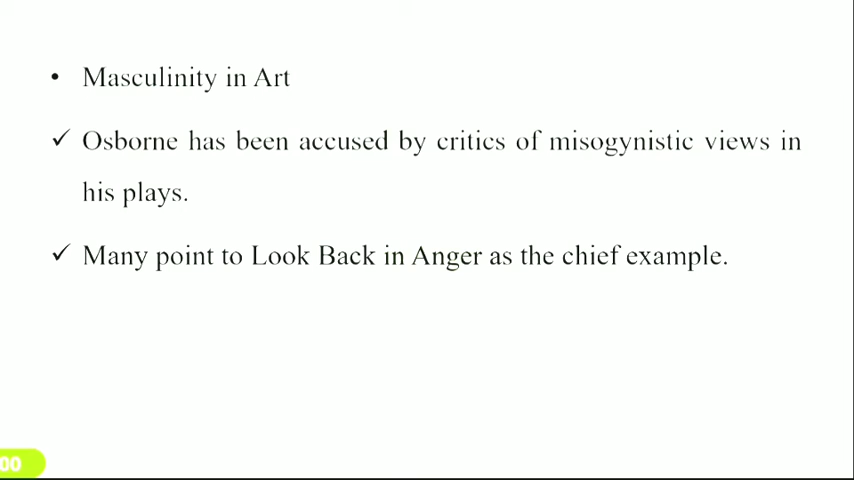 • Masculinity in Art
✓ Osborne has been accused by critics of misogynistic views in
his plays.
✓ Many point to Look Back in Anger as the chief example.
00